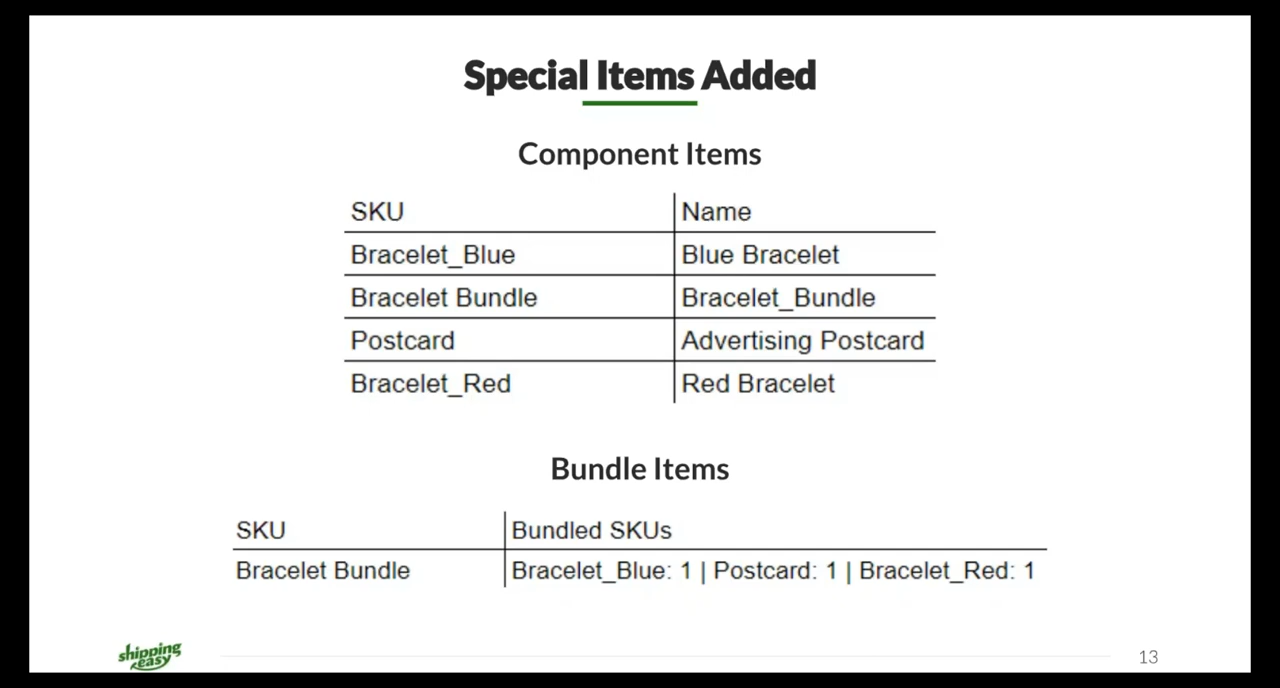 Special Items Added
Component Items
SKU Name
Bracelet_Blue Blue Bracelet
Bracelet Bundle Bracelet_Bundle
Postcard Advertising Postcard
Bracelet_Red Red Bracelet
Bundle Items
SKU Bundled SKUs
Bracelet Bundle Bracelet_Blue: 1 | Postcard: 1 | Bracelet_Red: 1
shipping
easy
13